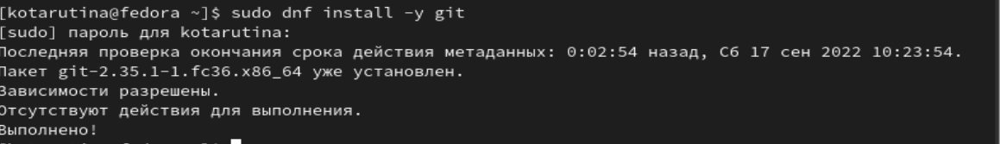 [kotarutina@fedora ~]$ sudo dnf install -y git
[sudo] пароль для kotarutina:
Последняя проверка окончания срока действия метаданных: 0:02:54 назад, Сб 17 сен 2022 10:23:54.
Пакет git-2.35.1-1.fc36.x86_64 уже установлен.
Зависимости разрешены.
Отсутствуют действия для выполнения.
Выполнено!